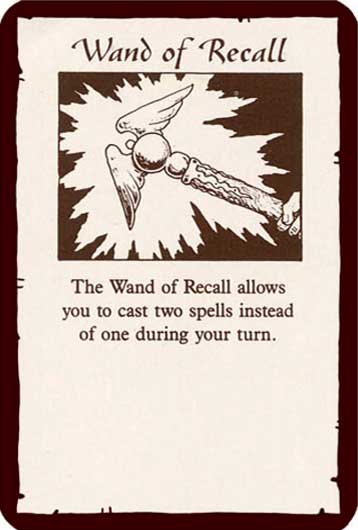 Wand of Recall
The Wand of Recall allows
you to cast two spells instead
of one during your turn.